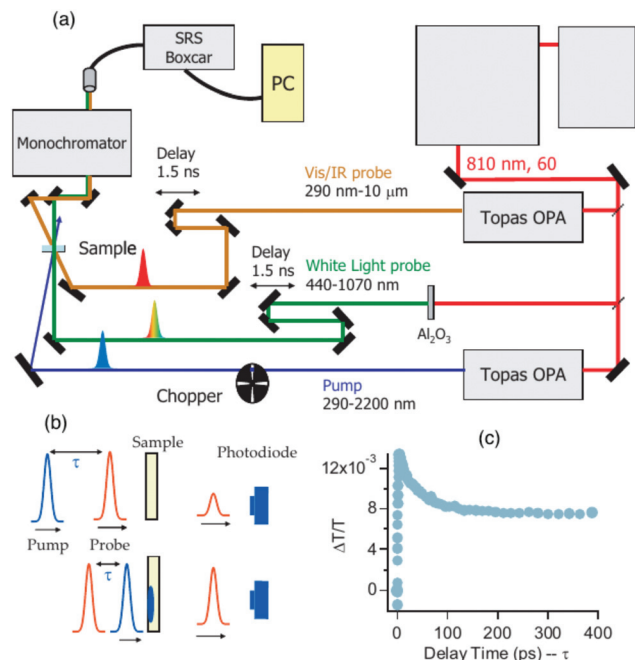 (a)
SRS
Boxcar
PC
Monochromator
Delay
1.5 ns
Vis/IR probe
290 nm-10 μm
810 nm, 60
Topas OPA
Sample
Delay
1.5 ns
White Light probe
440-1070 nm
Al₂O₃
Chopper
Pump
290-2200 nm
Topas OPA
(b)
Sample
Photodiode
τ
Pump
Probe
τ
(c)
12x10⁻³
8
4
0
ΔT/T
0
100
200
300
400
Delay Time (ps) -- τ